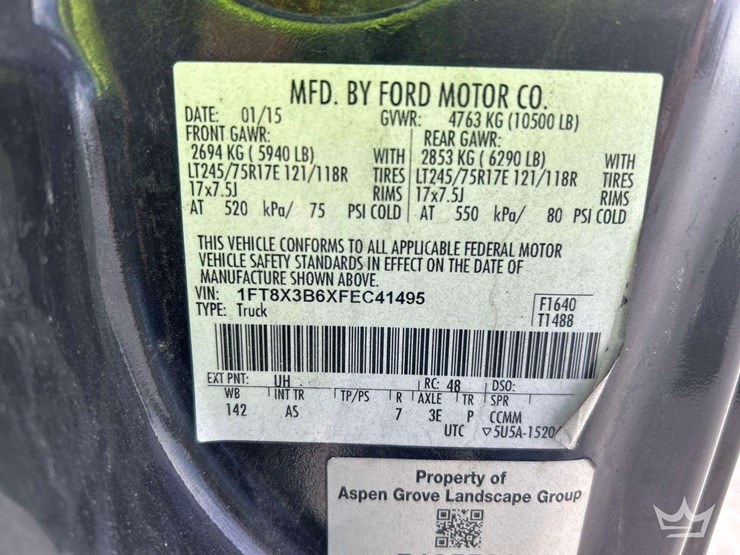 MFD. BY FORD MOTOR CO.
DATE: 01/15 GVWR: 4763 KG (10500 LB)
FRONT GAWR: REAR GAWR:
2694 KG ( 5940 LB) WITH 2853 KG ( 6290 LB) WITH
LT245/75R17E 121/118R TIRES LT245/75R17E 121/118R TIRES
17x7.5J RIMS 17x7.5J RIMS
AT 520 kPa/ 75 PSI COLD AT 550 kPa/ 80 PSI COLD
THIS VEHICLE CONFORMS TO ALL APPLICABLE FEDERAL MOTOR
VEHICLE SAFETY STANDARDS IN EFFECT ON THE DATE OF
MANUFACTURE SHOWN ABOVE.
VIN: 1FT8X3B6XFEC41495 F1640
TYPE: Truck T1488
EXT PNT: UH RC: 48 DSO:
WB INT TR TP/PS R AXLE TR SPR
142 AS 7 3E P CCMM
UTC ▽5U5A-1520
Property of
Aspen Grove Landscape Group